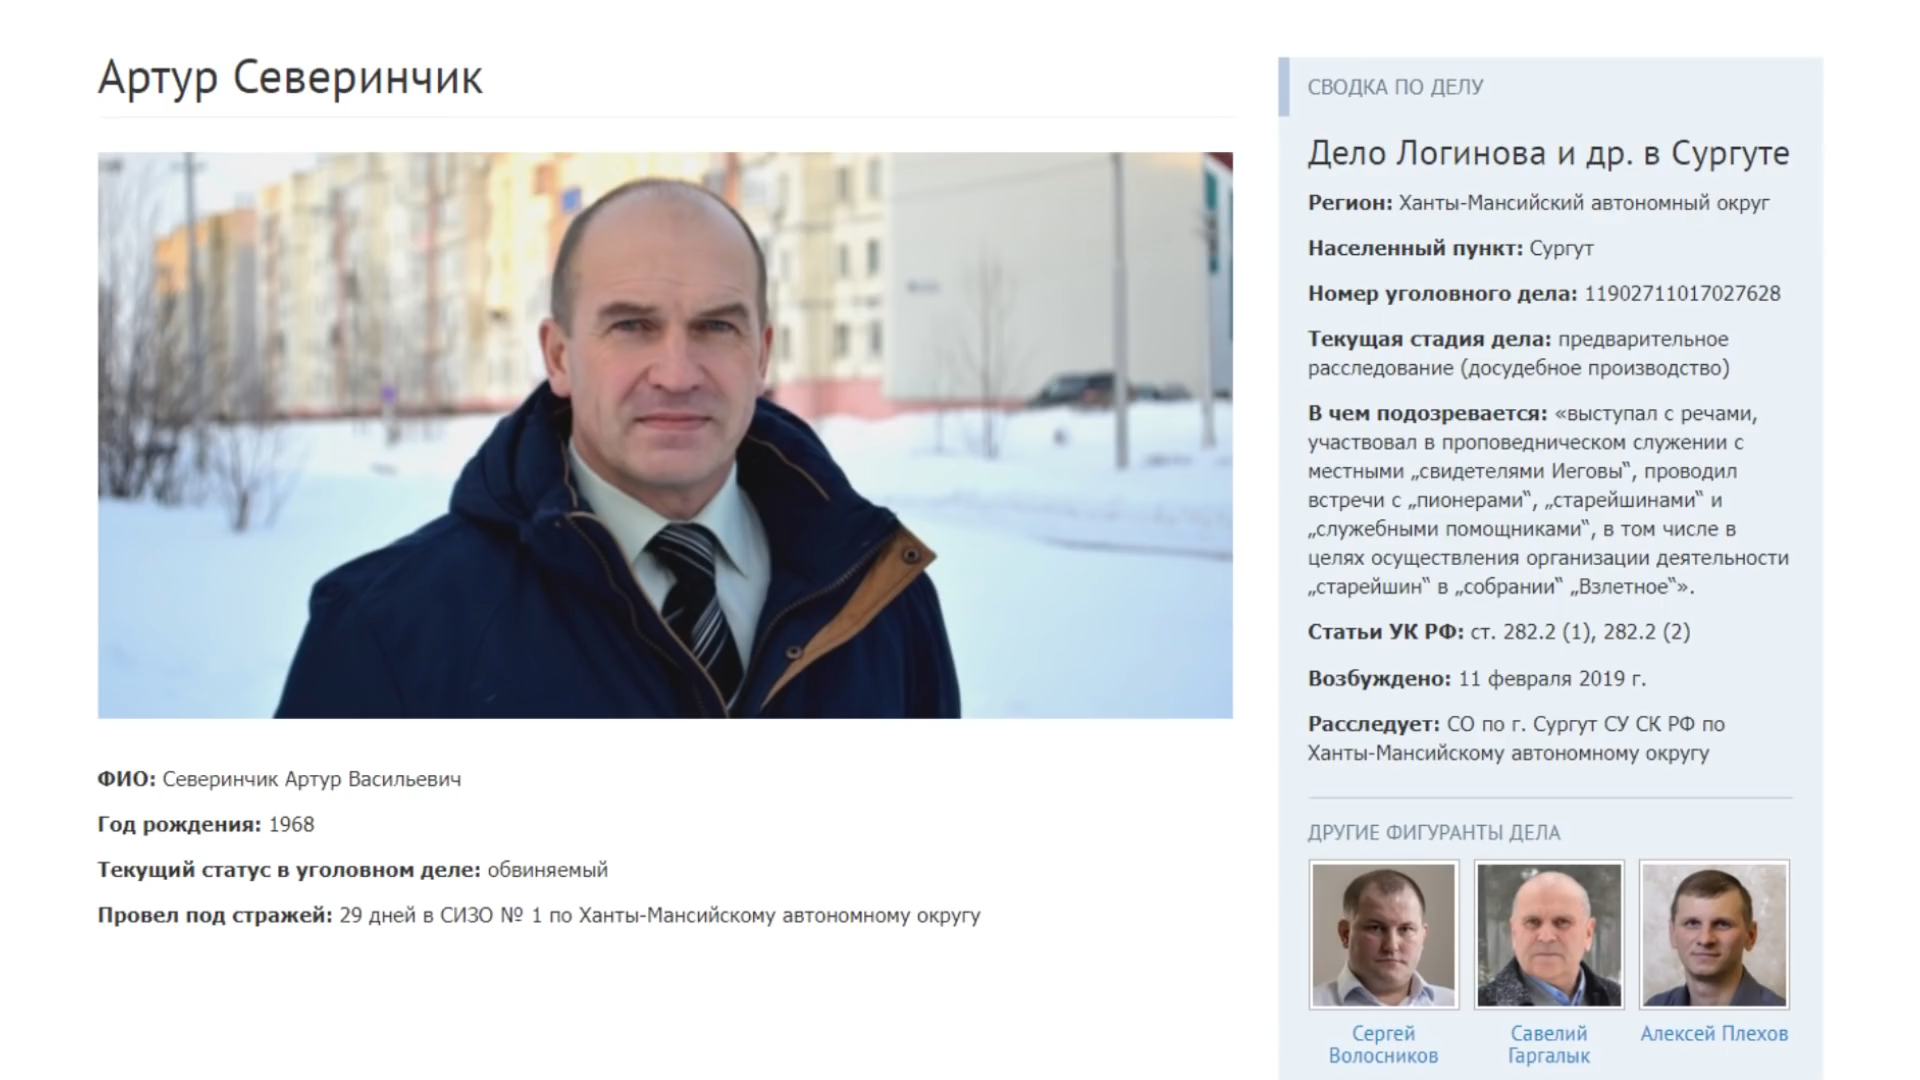 Артур Северинчик
ФИО: Северинчик Артур Васильевич
Год рождения: 1968
Текущий статус в уголовном деле: обвиняемый
Провел под стражей: 29 дней в СИЗО № 1 по Ханты-Мансийскому автономному округу
СВОДКА ПО ДЕЛУ
Дело Логинова и др. в Сургуте
Регион: Ханты-Мансийский автономный округ
Населенный пункт: Сургут
Номер уголовного дела: 11902711017027628
Текущая стадия дела: предварительное
расследование (досудебное производство)
В чем подозревается: «выступал с речами,
участвовал в проповедническом служении с
местными „свидетелями Иеговы“, проводил
встречи с „пионерами“, „старейшинами“ и
„служебными помощниками“, в том числе в
целях осуществления организации деятельности
„старейшин“ в „собрании“ „Взлетное“».
Статьи УК РФ: ст. 282.2 (1), 282.2 (2)
Возбуждено: 11 февраля 2019 г.
Расследует: СО по г. Сургут СУ СК РФ по
Ханты-Мансийскому автономному округу
ДРУГИЕ ФИГУРАНТЫ ДЕЛА
Сергей
Волосников
Савелий
Гаргалык
Алексей Плехов